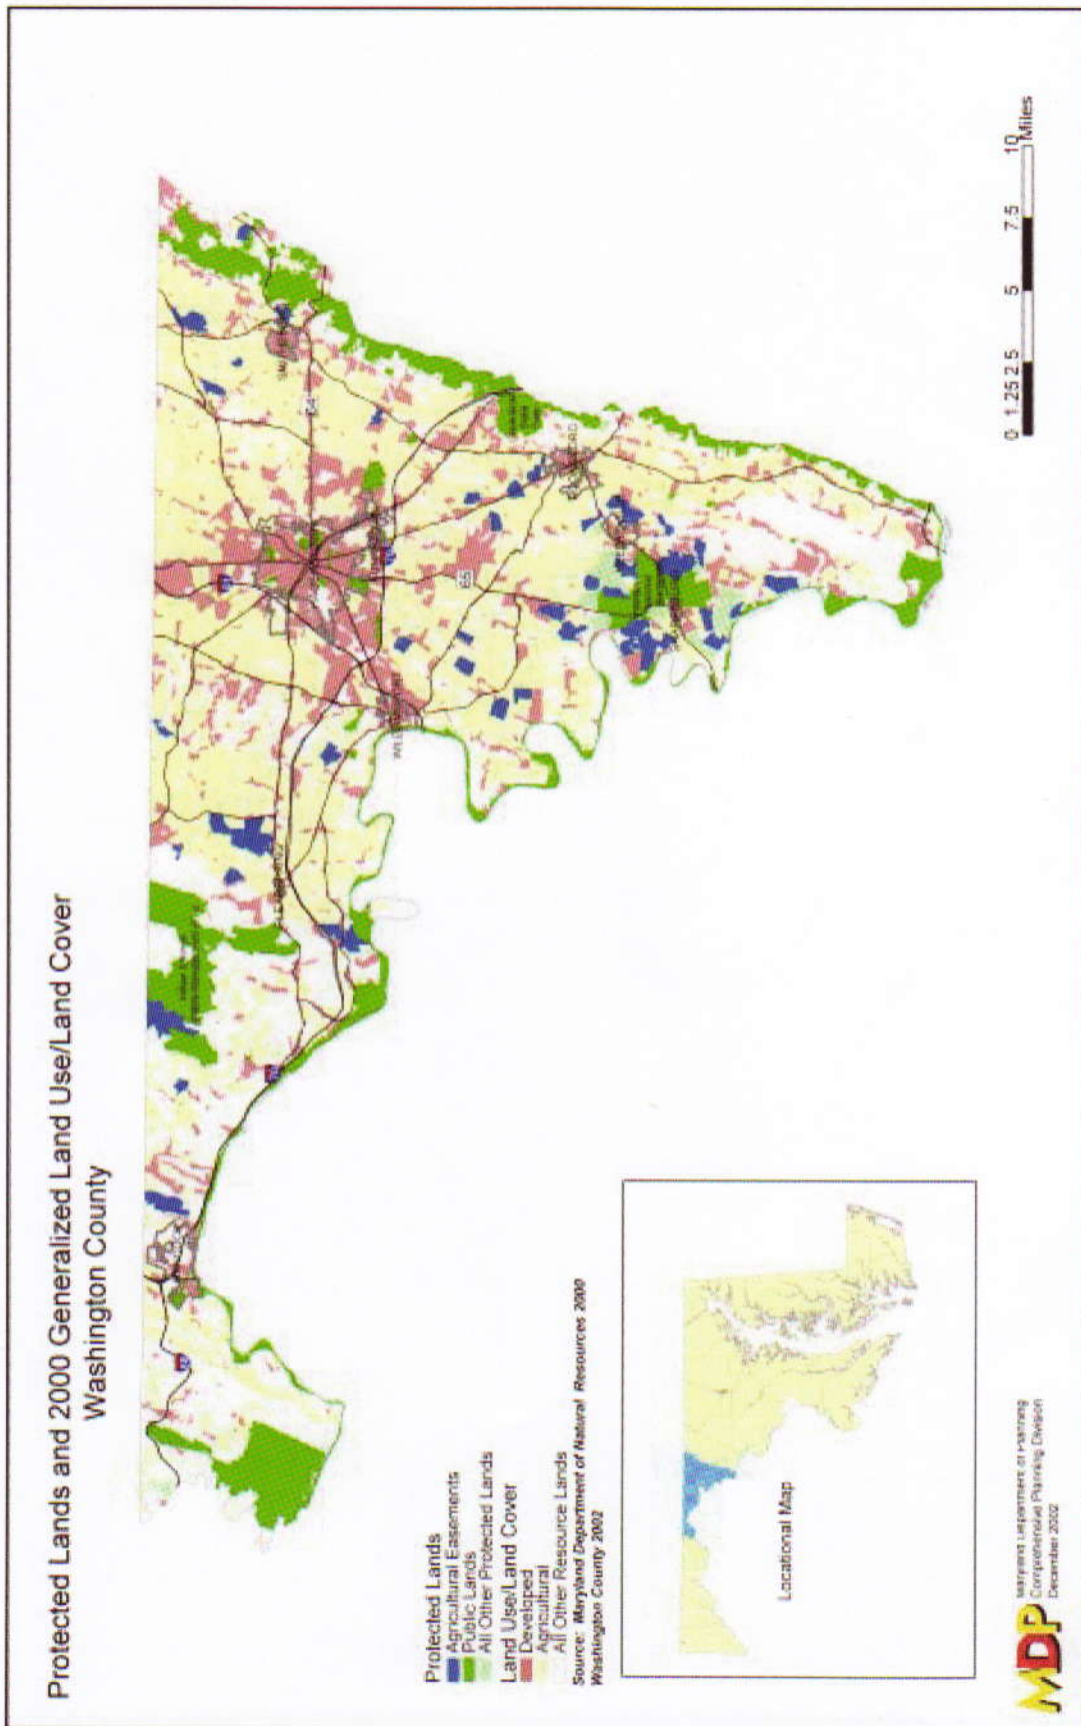 Protected Lands and 2000 Generalized Land Use/Land Cover
Washington County
64
65
70
Protected Lands
Agricultural Easements
Public Lands
All Other Protected Lands
Land Use/Land Cover
Developed
Agricultural
All Other Resource Lands
Source: Maryland Department of Natural Resources 2000
Washington County 2002
Locational Map
0 1.25 2.5 5 7.5 10
Miles
MDP
Maryland Department of Planning
Comprehensive Planning Division
December 2002